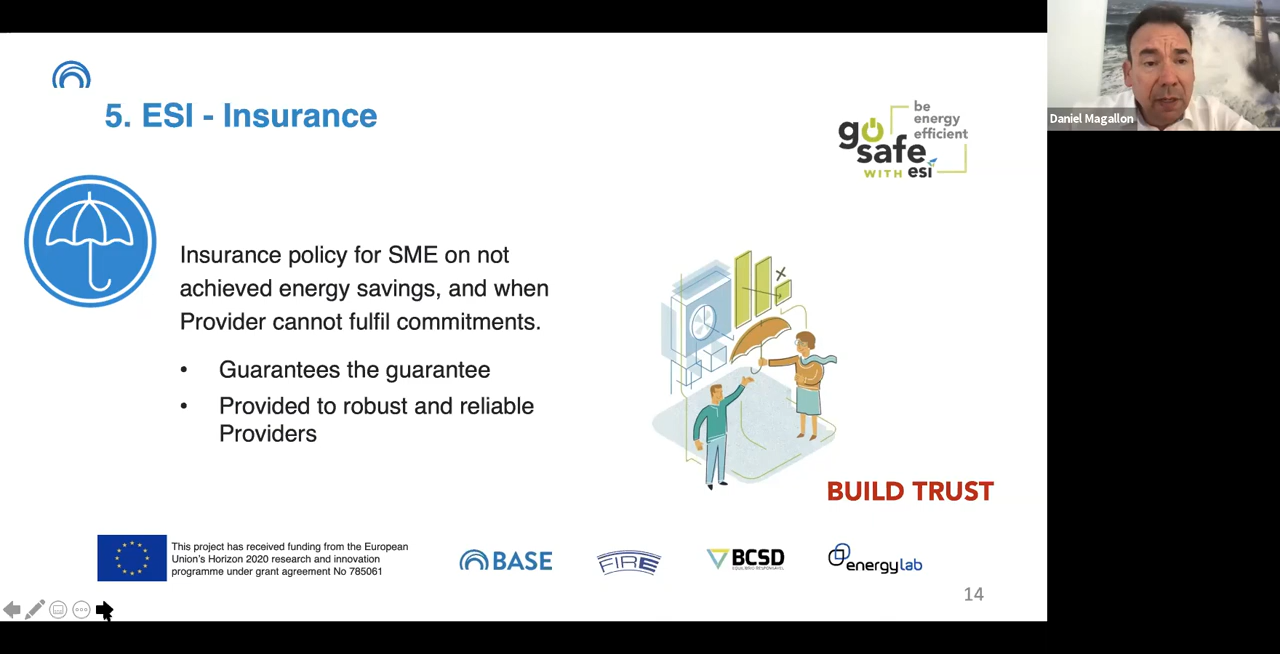 5. ESI - Insurance
be
energy
efficient
go
safe
WITH esi
Daniel Magallon
Insurance policy for SME on not
achieved energy savings, and when
Provider cannot fulfil commitments.
• Guarantees the guarantee
• Provided to robust and reliable
Providers
BUILD TRUST
This project has received funding from the European
Union's Horizon 2020 research and innovation
programme under grant agreement No 785061
BASE
FIRE
BCSD
energylab
14